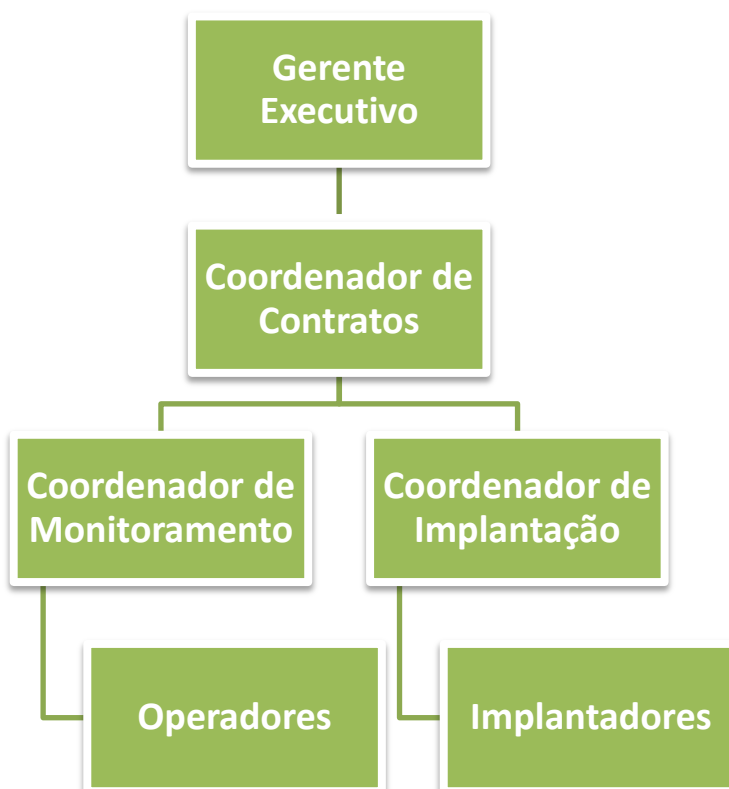 Gerente
Executivo
Coordenador de
Contratos
Coordenador de
Monitoramento
Coordenador de
Implantação
Operadores
Implantadores